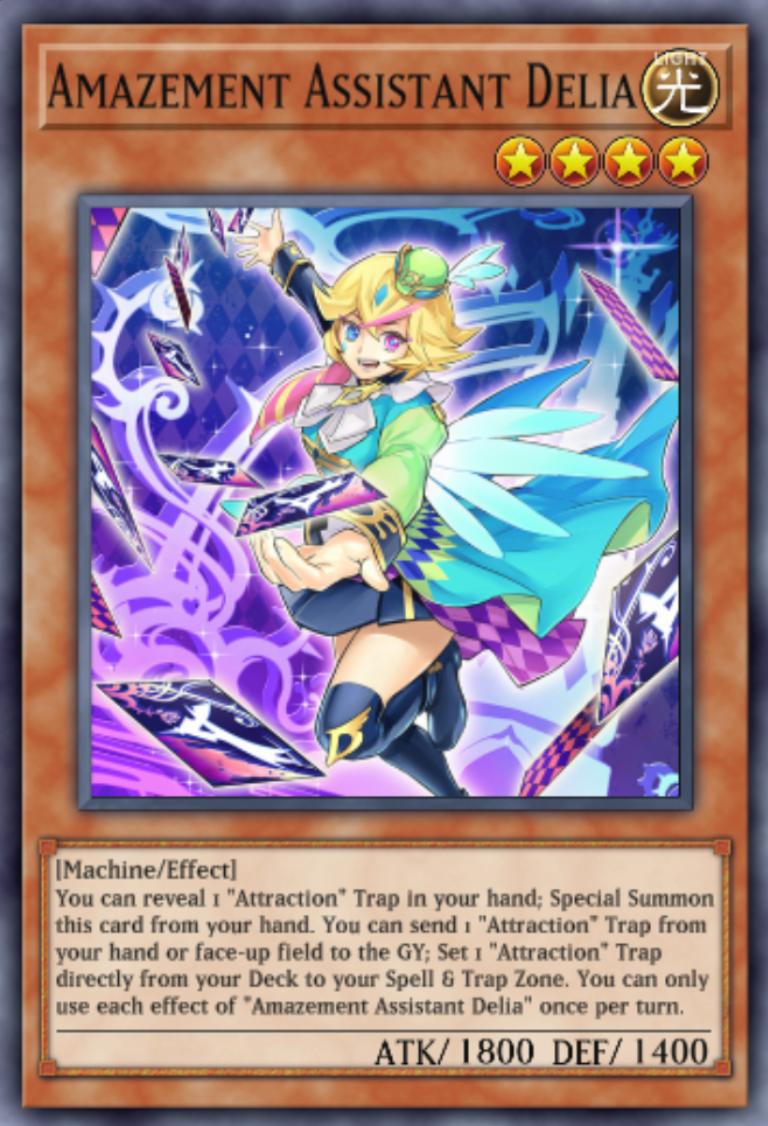 AMAZEMENT ASSISTANT DELIA
LIGHT
光
[Machine/Effect]
You can reveal 1 "Attraction" Trap in your hand; Special Summon
this card from your hand. You can send 1 "Attraction" Trap from
your hand or face-up field to the GY; Set 1 "Attraction" Trap
directly from your Deck to your Spell & Trap Zone. You can only
use each effect of "Amazement Assistant Delia" once per turn.
ATK/ 1800 DEF/ 1400